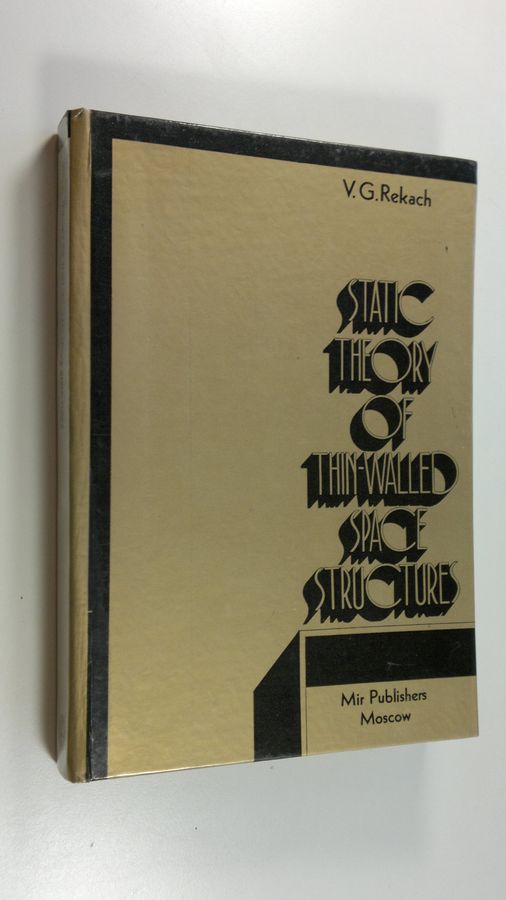 V.G.Rekach
STATIC
THEORY
OF
THIN-WALLED
SPACE
STRUCTURES
Mir Publishers
Moscow